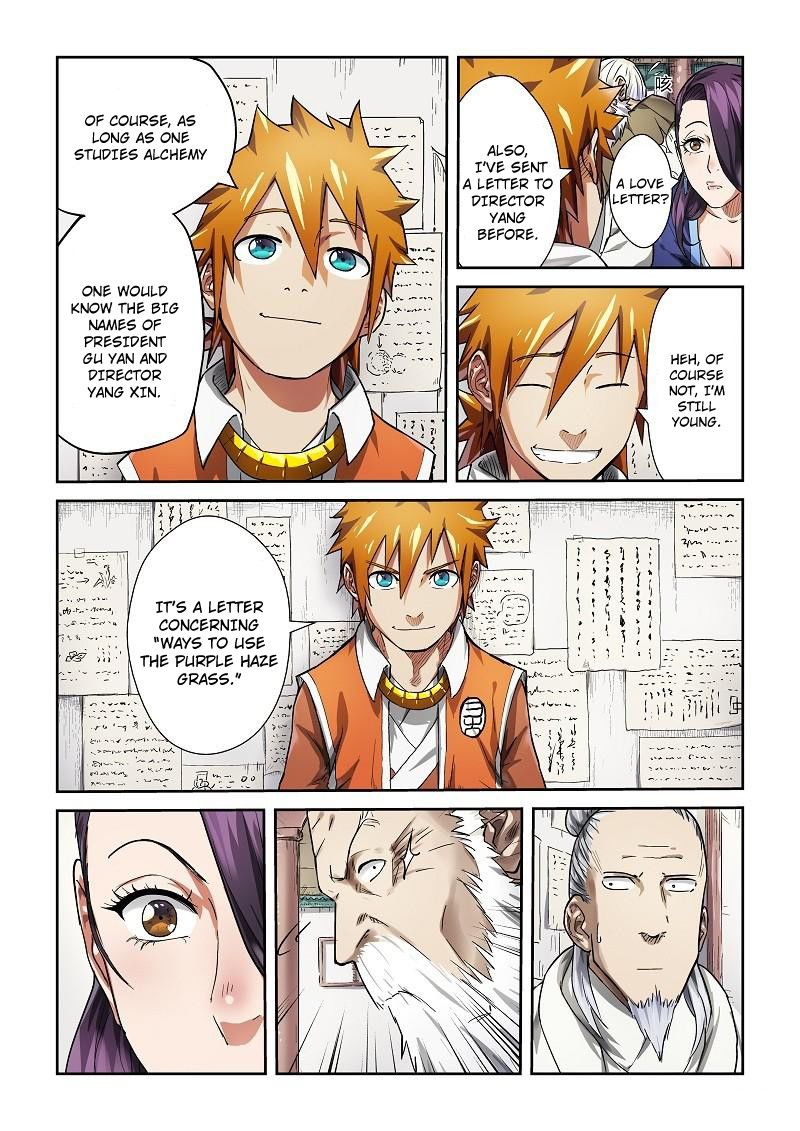 OF COURSE, AS
LONG AS ONE
STUDIES ALCHEMY
ONE WOULD
KNOW THE BIG
NAMES OF
PRESIDENT
GU YAN AND
DIRECTOR
YANG XIN.
咳
ALSO,
I'VE SENT
A LETTER TO
DIRECTOR
YANG
BEFORE.
A LOVE
LETTER?
HEH, OF
COURSE
NOT, I'M
STILL
YOUNG.
IT'S A LETTER
CONCERNING
"WAYS TO USE
THE PURPLE HAZE
GRASS."